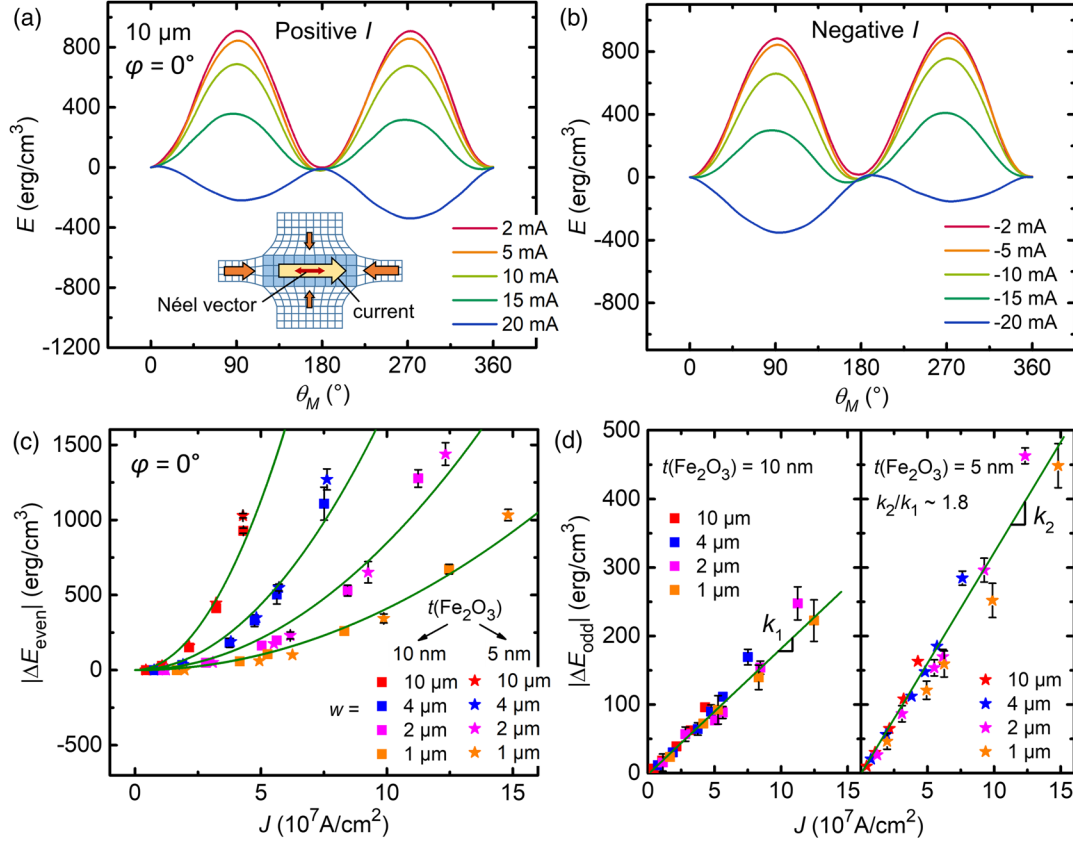 (a)
10 µm
φ = 0°
Positive I
E (erg/cm³)
800
400
0
-400
-800
-1200
0
90
180
270
360
θM (°)
Néel vector
current
2 mA
5 mA
10 mA
15 mA
20 mA
(b)
Negative I
E (erg/cm³)
800
400
0
-400
-800
0
90
180
270
360
θM (°)
-2 mA
-5 mA
-10 mA
-15 mA
-20 mA
(c)
φ = 0°
|ΔEeven| (erg/cm³)
1500
1000
500
0
-500
0
5
10
15
J (10⁷A/cm²)
t(Fe₂O₃)
10 nm
5 nm
w =
10 µm
10 µm
4 µm
4 µm
2 µm
2 µm
1 µm
1 µm
(d)
|ΔEodd| (erg/cm³)
500
400
300
200
100
0
t(Fe₂O₃) = 10 nm
10 µm
4 µm
2 µm
1 µm
k₁
0
5
10
15
t(Fe₂O₃) = 5 nm
k₂/k₁ ~ 1.8
k₂
10 µm
4 µm
2 µm
1 µm
5
10
15
J (10⁷A/cm²)